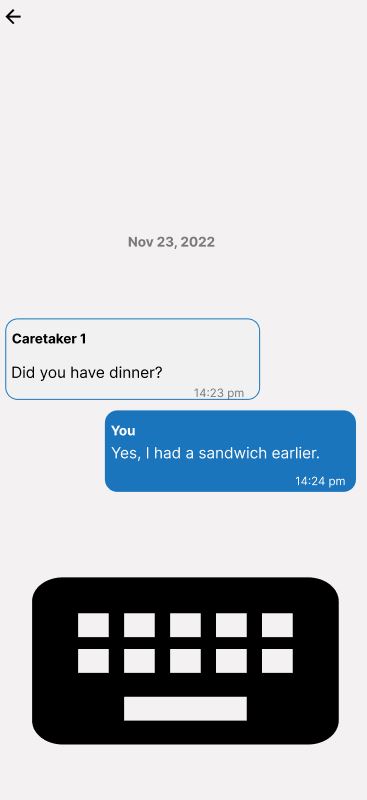 Nov 23, 2022
Caretaker 1
Did you have dinner?
14:23 pm
You
Yes, I had a sandwich earlier.
14:24 pm